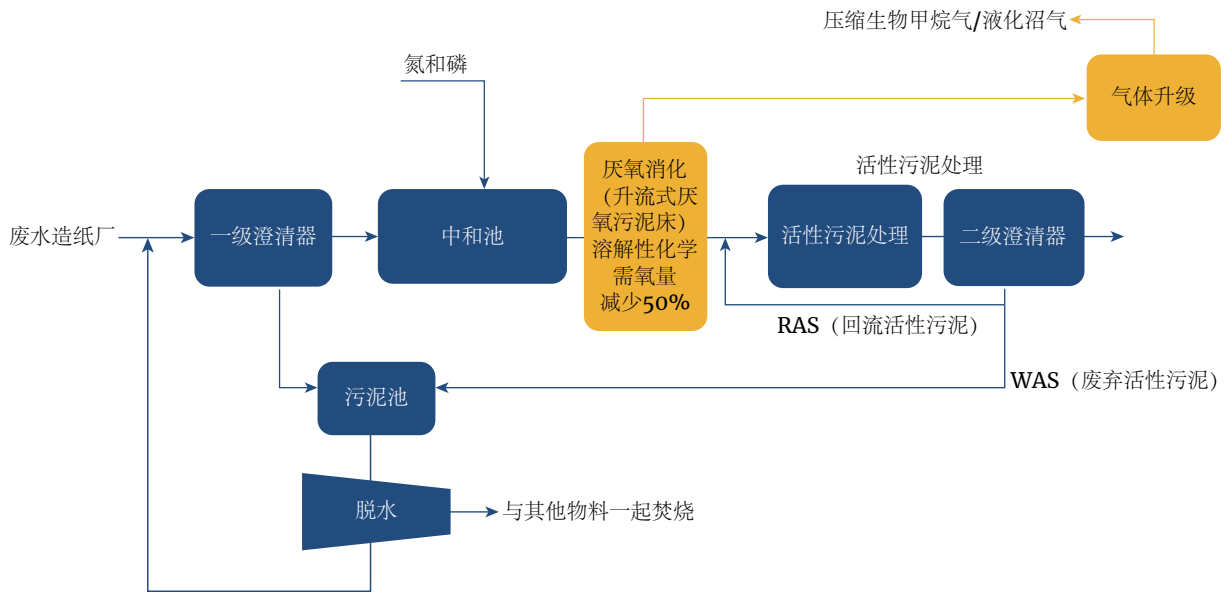 压缩生物甲烷气/液化沼气
气体升级
氮和磷
厌氧消化
（升流式厌
氧污泥床）
溶解性化学
需氧量
减少50%
活性污泥处理
废水造纸厂
一级澄清器
中和池
活性污泥处理
二级澄清器
RAS（回流活性污泥）
WAS（废弃活性污泥）
污泥池
脱水
与其他物料一起焚烧